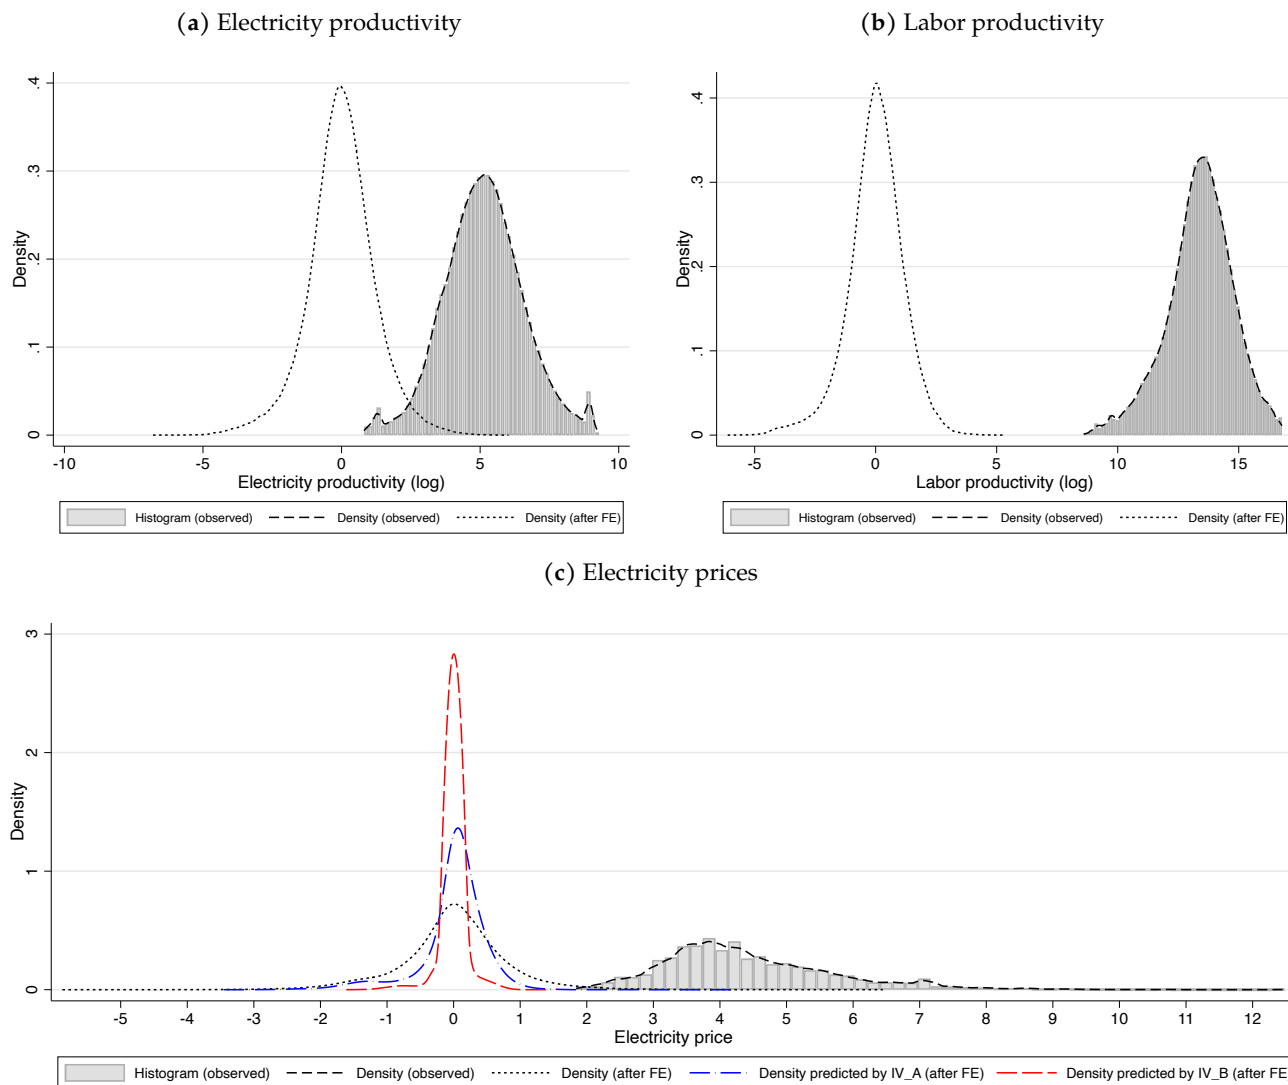 (a) Electricity productivity
.4
.3
.2
.1
0
Density
-10 -5 0 5 10
Electricity productivity (log)
Histogram (observed) Density (observed) Density (after FE)
(b) Labor productivity
.4
.3
.2
.1
0
Density
-5 0 5 10 15
Labor productivity (log)
Histogram (observed) Density (observed) Density (after FE)
(c) Electricity prices
3
2
1
0
Density
-5 -4 -3 -2 -1 0 1 2 3 4 5 6 7 8 9 10 11 12
Electricity price
Histogram (observed) Density (observed) Density (after FE) Density predicted by IV_A (after FE) Density predicted by IV_B (after FE